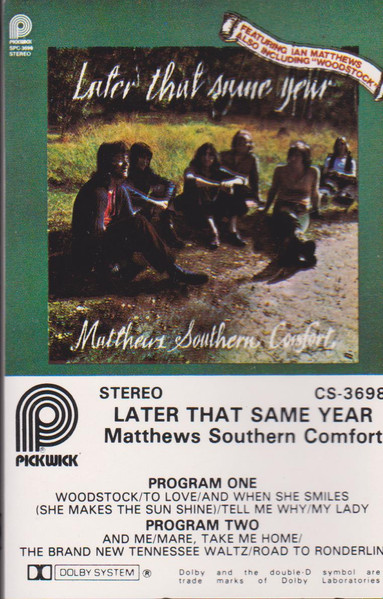 PICKWICK
SPC-3698
STEREO
FEATURING IAN MATTHEWS
ALSO INCLUDING "WOODSTOCK"
Later that same year
Matthews Southern Comfort
STEREO
CS-3698
LATER THAT SAME YEAR
Matthews Southern Comfort
PICKWICK
PROGRAM ONE
WOODSTOCK/TO LOVE/AND WHEN SHE SMILES
(SHE MAKES THE SUN SHINE)/TELL ME WHY/MY LADY
PROGRAM TWO
AND ME/MARE, TAKE ME HOME/
THE BRAND NEW TENNESSEE WALTZ/ROAD TO RONDERLIN
DOLBY SYSTEM ®
Dolby and the double-D symbol are
trade marks of Dolby Laboratories